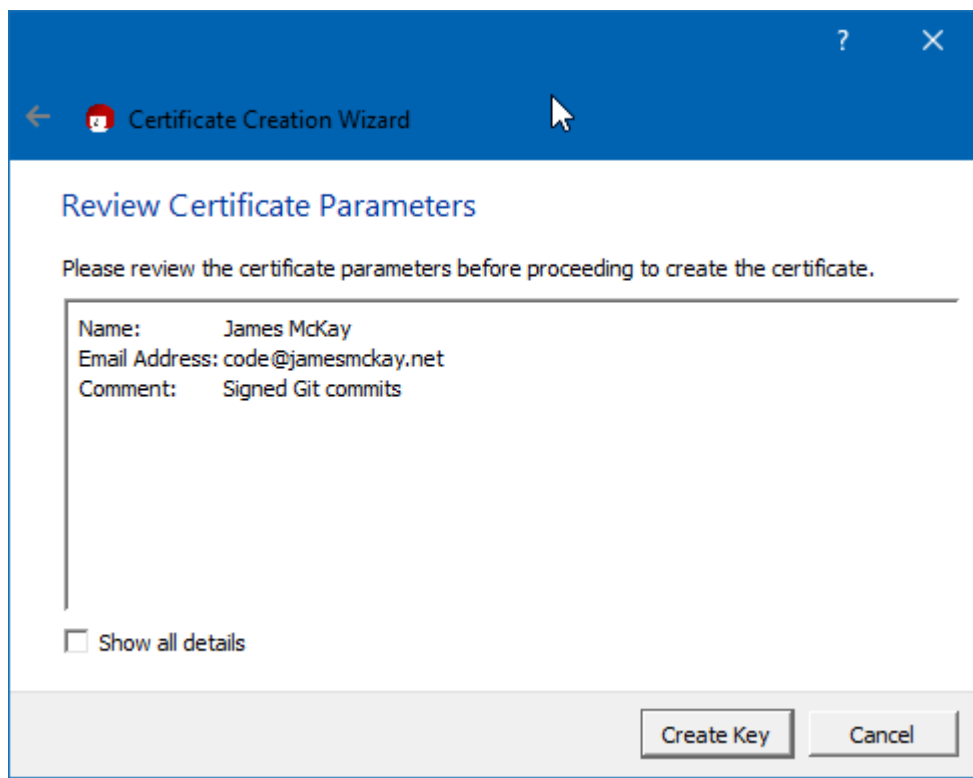 ?
Certificate Creation Wizard
Review Certificate Parameters
Please review the certificate parameters before proceeding to create the certificate.
Name: James McKay
Email Address: code@jamesmckay.net
Comment: Signed Git commits
Show all details
Create Key Cancel